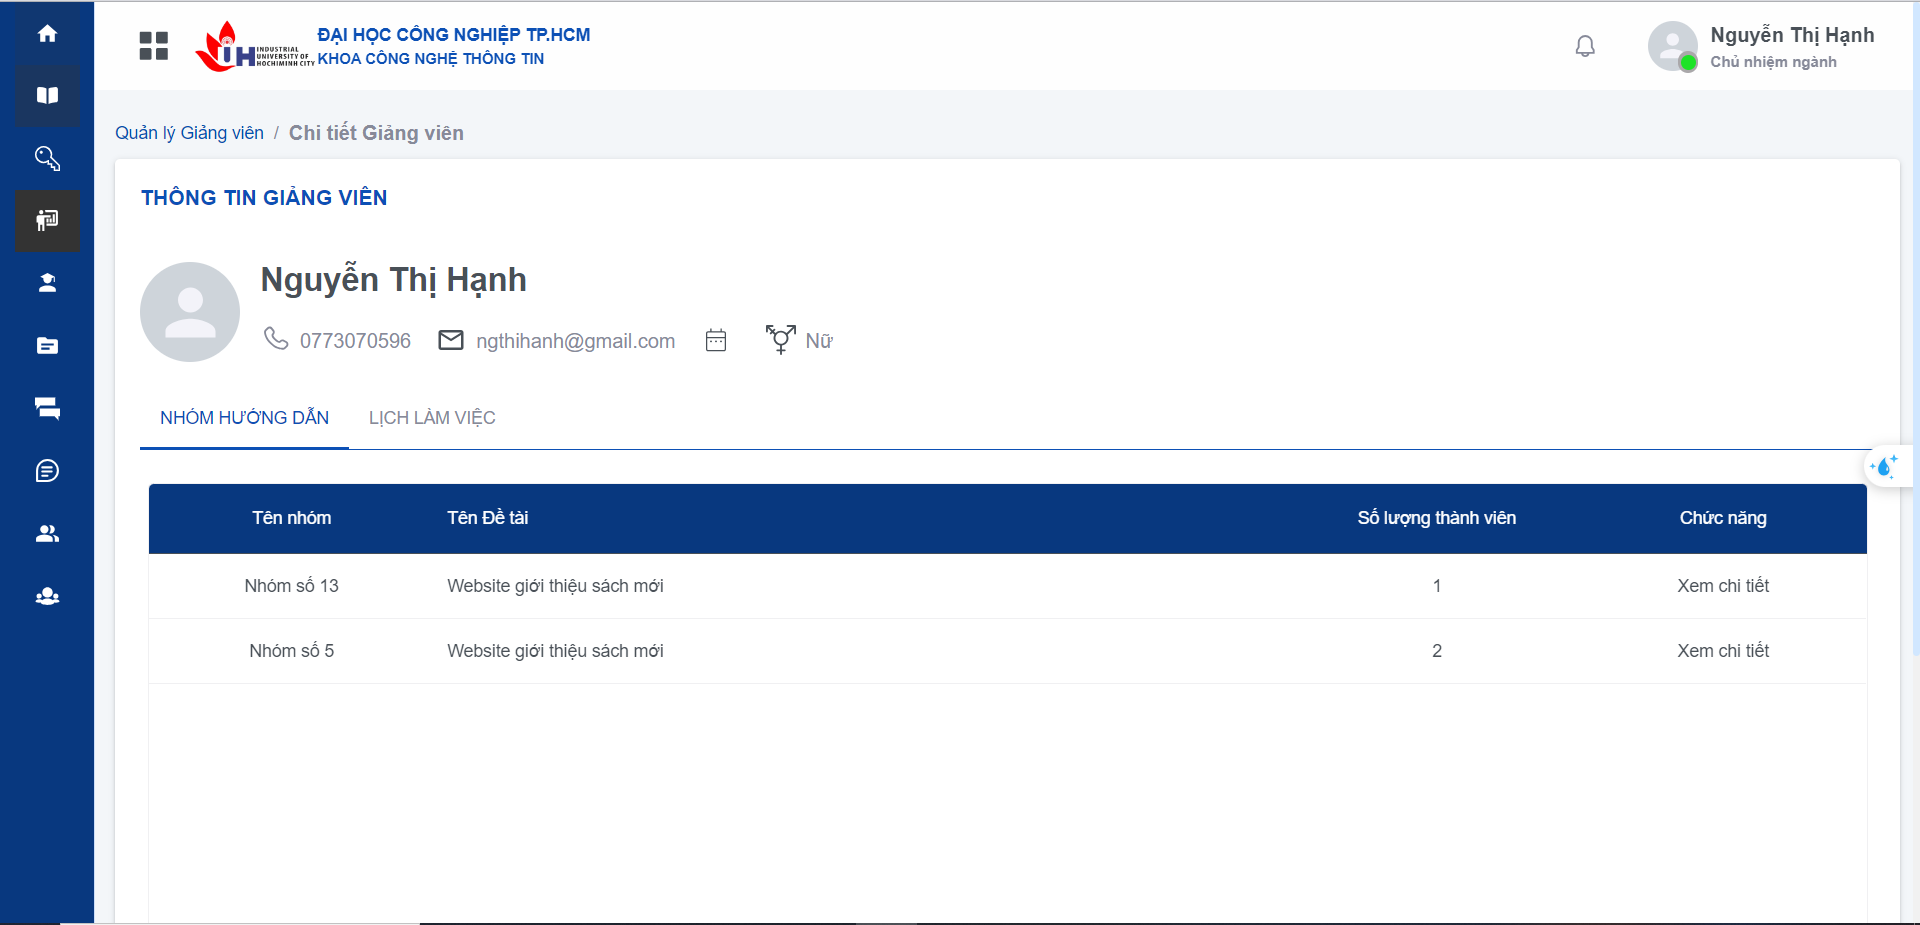 INDUSTRIAL
UNIVERSITY OF
HOCHIMINH CITY
IUH
ĐẠI HỌC CÔNG NGHIỆP TP.HCM
KHOA CÔNG NGHỆ THÔNG TIN
Nguyễn Thị Hạnh
Chủ nhiệm ngành
Quản lý Giảng viên / Chi tiết Giảng viên
THÔNG TIN GIẢNG VIÊN
Nguyễn Thị Hạnh
0773070596 ngthihanh@gmail.com Nữ
NHÓM HƯỚNG DẪN LỊCH LÀM VIỆC
Tên nhóm Tên Đề tài Số lượng thành viên Chức năng
Nhóm số 13 Website giới thiệu sách mới 1 Xem chi tiết
Nhóm số 5 Website giới thiệu sách mới 2 Xem chi tiết